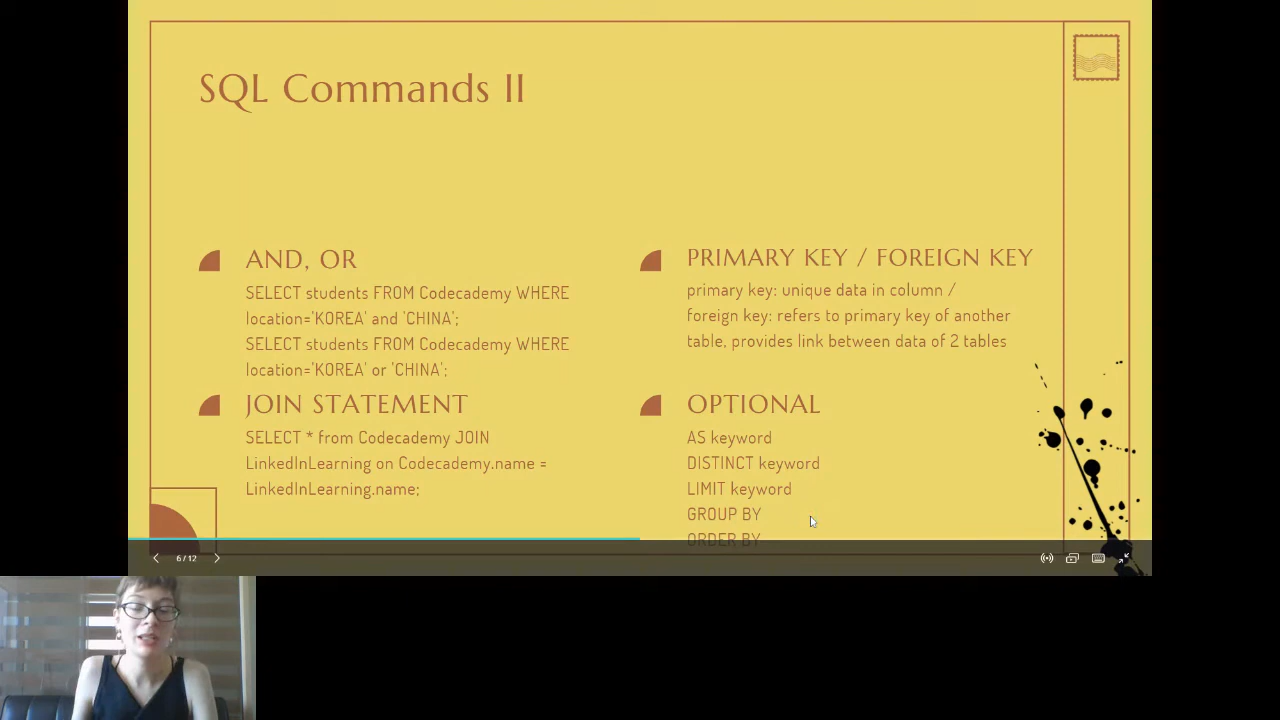 SQL Commands II
AND, OR
SELECT students FROM Codecademy WHERE
location='KOREA' and 'CHINA';
SELECT students FROM Codecademy WHERE
location='KOREA' or 'CHINA';
JOIN STATEMENT
SELECT * from Codecademy JOIN
LinkedInLearning on Codecademy.name =
LinkedInLearning.name;
PRIMARY KEY / FOREIGN KEY
primary key: unique data in column /
foreign key: refers to primary key of another
table, provides link between data of 2 tables
OPTIONAL
AS keyword
DISTINCT keyword
LIMIT keyword
GROUP BY
ORDER BY
6 / 12